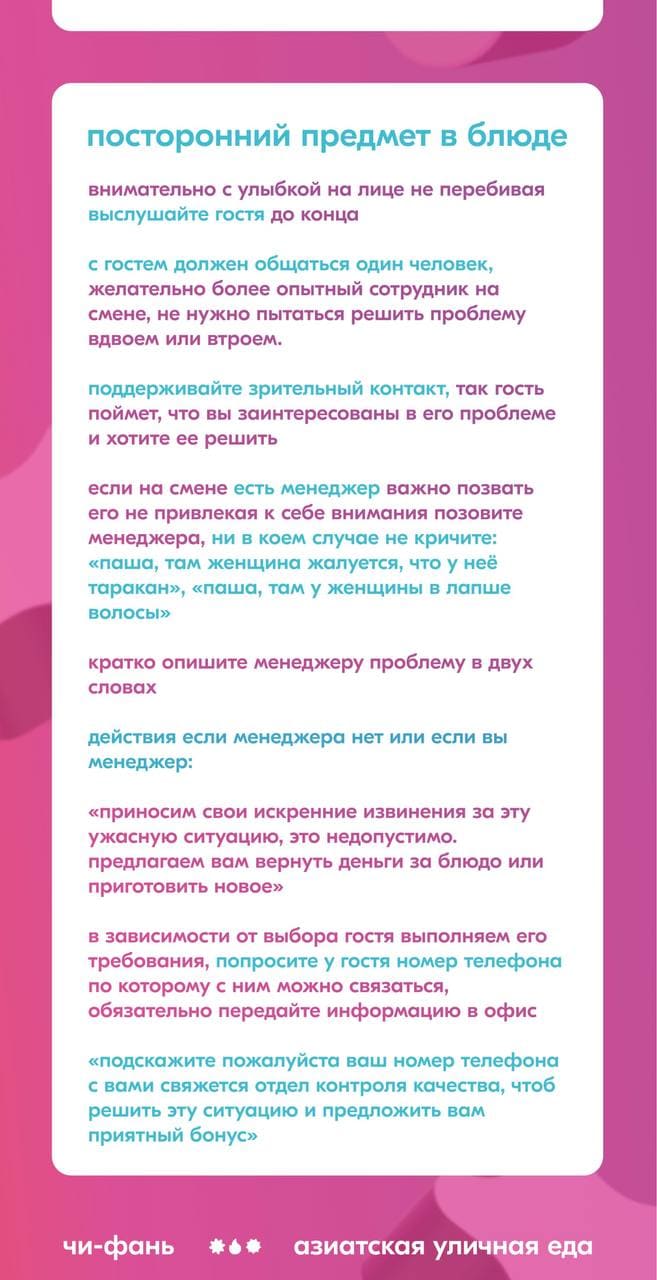 посторонний предмет в блюде
внимательно с улыбкой на лице не перебивая
выслушайте гостя до конца
с гостем должен общаться один человек,
желательно более опытный сотрудник на
смене, не нужно пытаться решить проблему
вдвоем или втроем.
поддерживайте зрительный контакт, так гость
поймет, что вы заинтересованы в его проблеме
и хотите ее решить
если на смене есть менеджер важно позвать
его не привлекая к себе внимания позовите
менеджера, ни в коем случае не кричите:
«паша, там женщина жалуется, что у неё
таракан», «паша, там у женщины в лапше
волосы»
кратко опишите менеджеру проблему в двух
словах
действия если менеджера нет или если вы
менеджер:
«приносим свои искренние извинения за эту
ужасную ситуацию, это недопустимо.
предлагаем вам вернуть деньги за блюдо или
приготовить новое»
в зависимости от выбора гостя выполняем его
требования, попросите у гостя номер телефона
по которому с ним можно связаться,
обязательно передайте информацию в офис
«подскажите пожалуйста ваш номер телефона
с вами свяжется отдел контроля качества, чтоб
решить эту ситуацию и предложить вам
приятный бонус»
чи-фань азиатская уличная еда